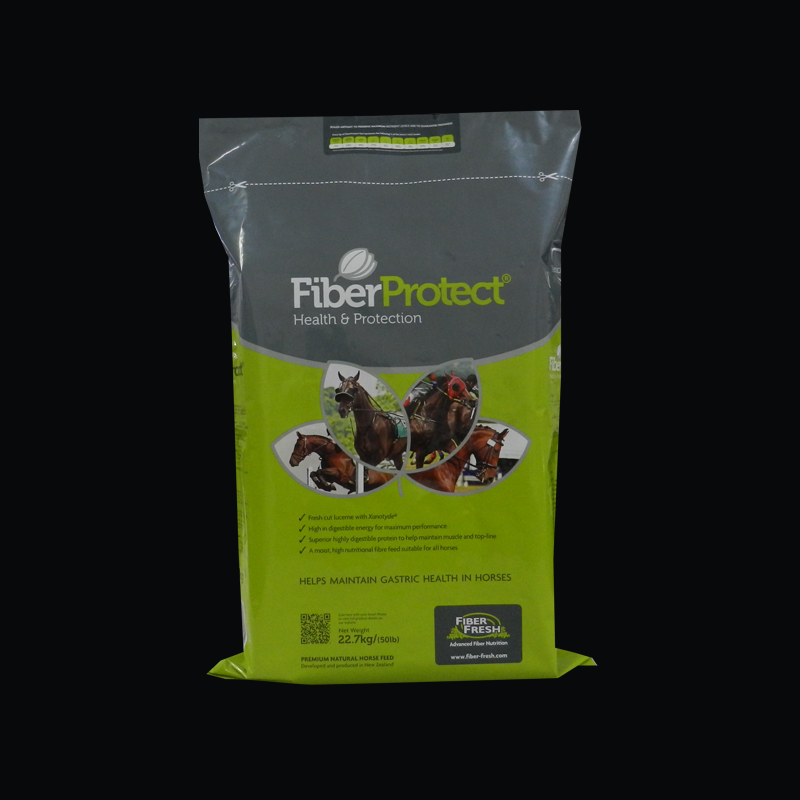 FiberProtect®
Health & Protection
✓ Fresh cut lucerne with Karotyde®
✓ High in digestible energy for maximum performance
✓ Superior highly digestible protein to help maintain muscle and top-line
✓ A moist, high nutritional fibre feed suitable for all horses
HELPS MAINTAIN GASTRIC HEALTH IN HORSES
Net Weight
22.7kg/(50lb)
PREMIUM NATURAL HORSE FEED
Developed and produced in New Zealand
FIBER
FRESH
Advanced Fiber Nutrition
www.fiber-fresh.com